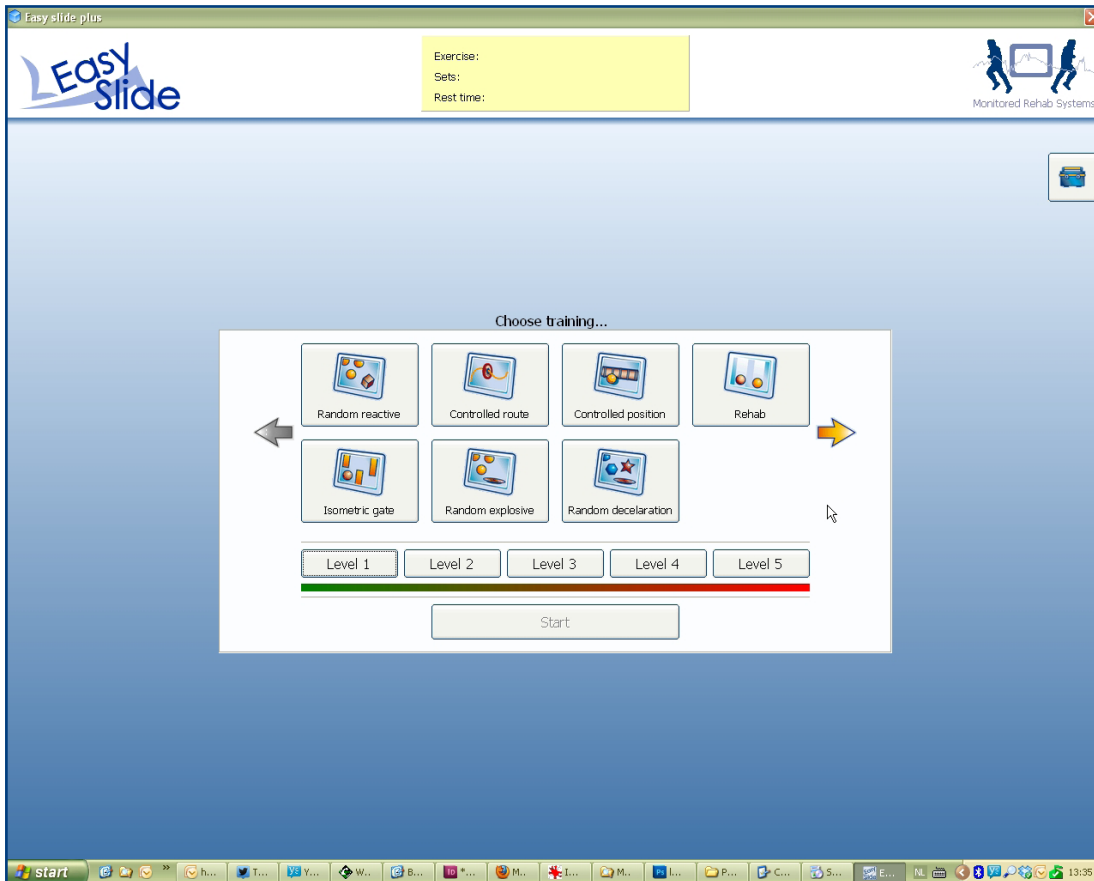 Easy slide plus
Easy
Slide
Exercise:
Sets:
Rest time:
Monitored Rehab Systems
Choose training...
Random reactive
Controlled route
Controlled position
Rehab
Isometric gate
Random explosive
Random decelaration
Level 1
Level 2
Level 3
Level 4
Level 5
Start
start h... T... Y... W... B... *... M... I... M... I... P... C... S... E... NL 13:35